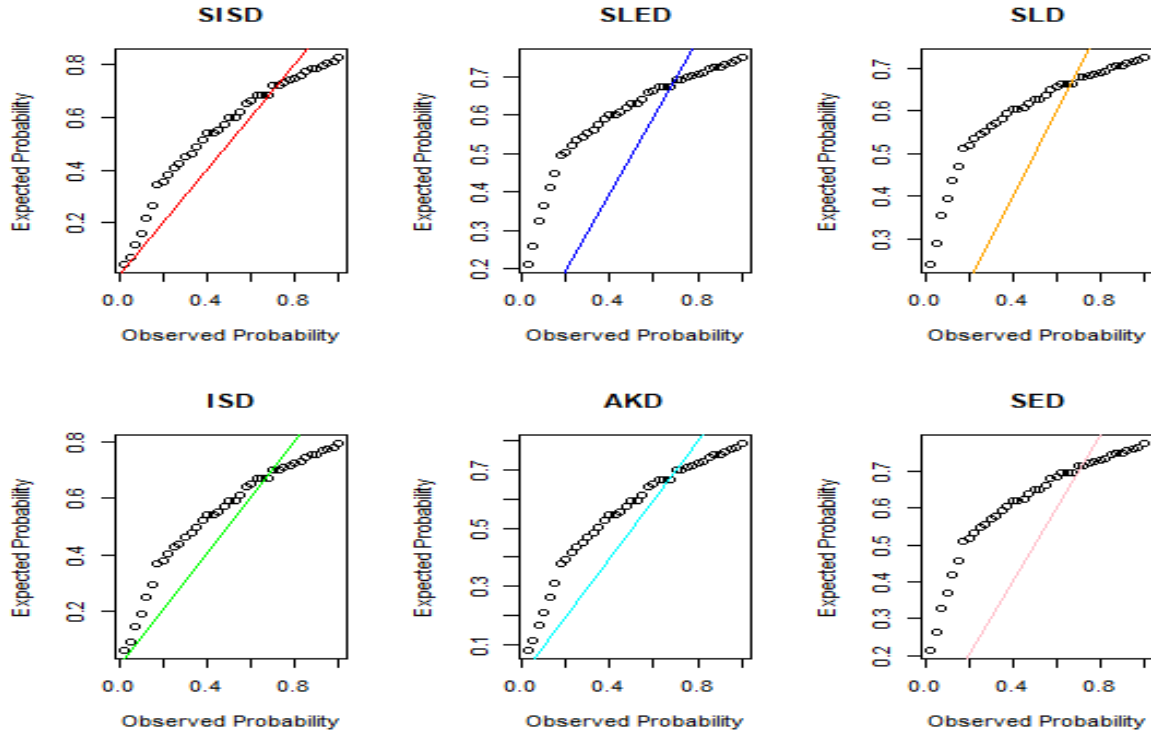 SISD
SLED
SLD
Expected Probability
0.2 0.4 0.6 0.8
0.0 0.4 0.8
Observed Probability
Expected Probability
0.2 0.3 0.4 0.5 0.6 0.7
0.0 0.4 0.8
Observed Probability
Expected Probability
0.3 0.4 0.5 0.6 0.7
0.0 0.4 0.8
Observed Probability
ISD
AKD
SED
Expected Probability
0.2 0.4 0.6 0.8
0.0 0.4 0.8
Observed Probability
Expected Probability
0.1 0.3 0.5 0.7
0.0 0.4 0.8
Observed Probability
Expected Probability
0.2 0.3 0.4 0.5 0.6 0.7
0.0 0.4 0.8
Observed Probability